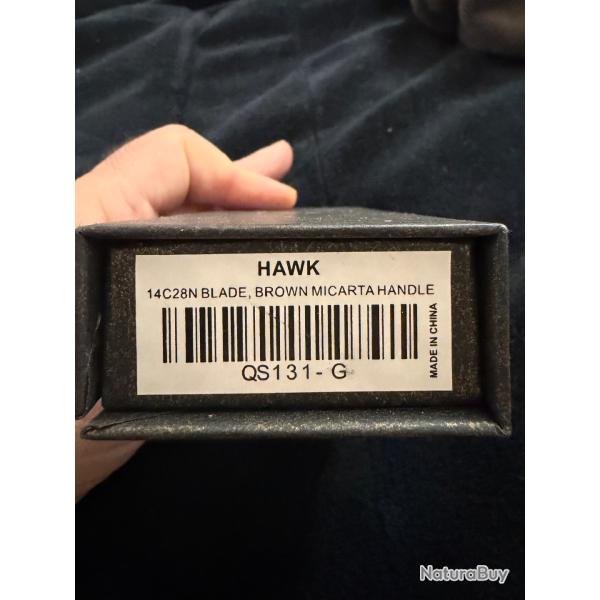 HAWK
14C28N BLADE, BROWN MICARTA HANDLE
QS131-G
MADE IN CHINA
NaturaBuy